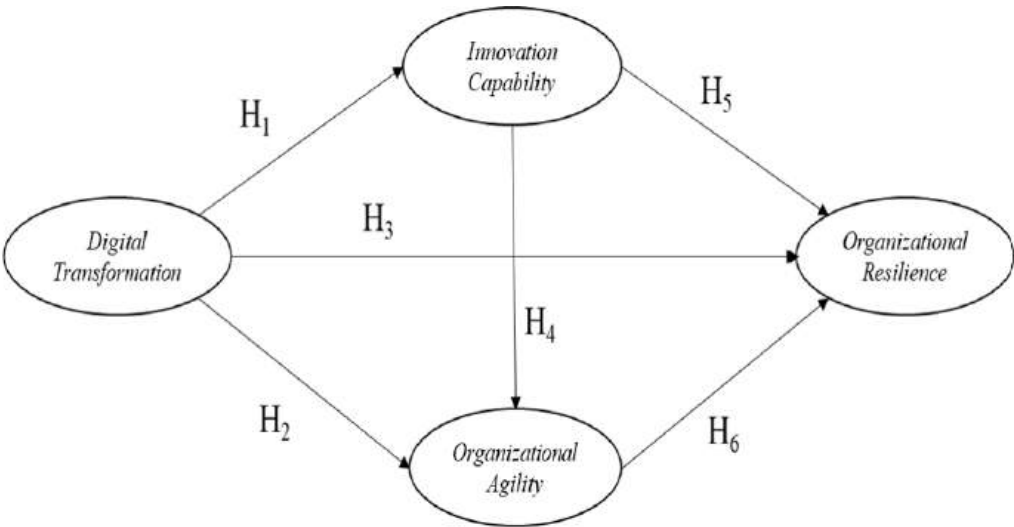 Innovation
Capability
H₁
H₅
Digital
Transformation
H₃
Organizational
Resilience
H₄
H₂
Organizational
Agility
H₆